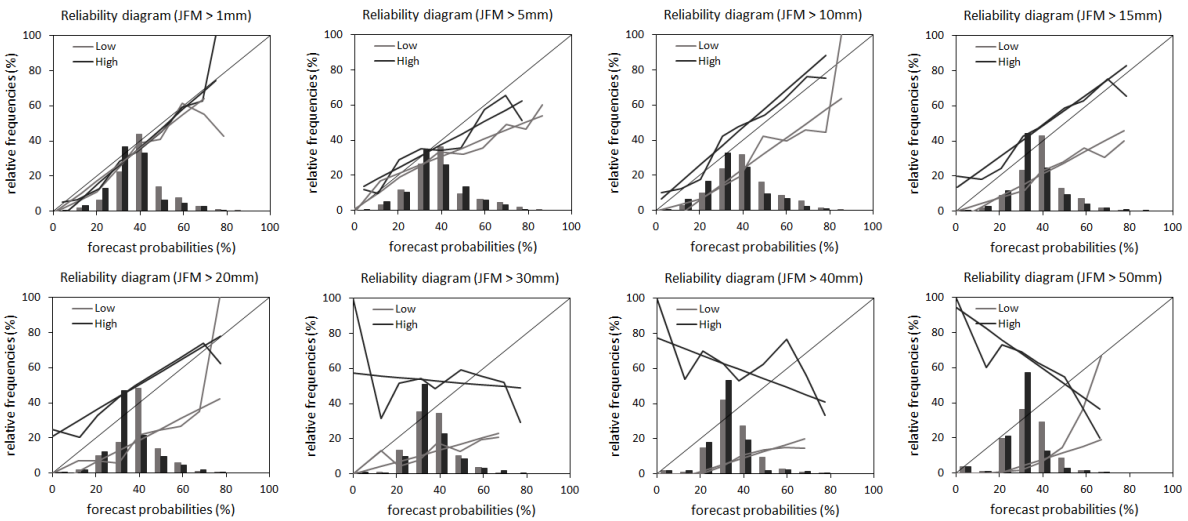 Reliability diagram (JFM > 1mm)
Reliability diagram (JFM > 5mm)
Reliability diagram (JFM > 10mm)
Reliability diagram (JFM > 15mm)
relative frequencies (%)
100
80
60
40
20
0
Low
High
0 20 40 60 80 100
forecast probabilities (%)
relative frequencies (%)
100
80
60
40
20
0
Low
High
0 20 40 60 80 100
forecast probabilities (%)
relative frequencies (%)
100
80
60
40
20
0
Low
High
0 20 40 60 80 100
forecast probabilities (%)
relative frequencies (%)
100
80
60
40
20
0
Low
High
0 20 40 60 80 100
forecast probabilities (%)
Reliability diagram (JFM > 20mm)
Reliability diagram (JFM > 30mm)
Reliability diagram (JFM > 40mm)
Reliability diagram (JFM > 50mm)
relative frequencies (%)
100
80
60
40
20
0
Low
High
0 20 40 60 80 100
forecast probabilities (%)
relative frequencies (%)
100
80
60
40
20
0
Low
High
0 20 40 60 80 100
forecast probabilities (%)
relative frequencies (%)
100
80
60
40
20
0
Low
High
0 20 40 60 80 100
forecast probabilities (%)
relative frequencies (%)
100
80
60
40
20
0
Low
High
0 20 40 60 80 100
forecast probabilities (%)